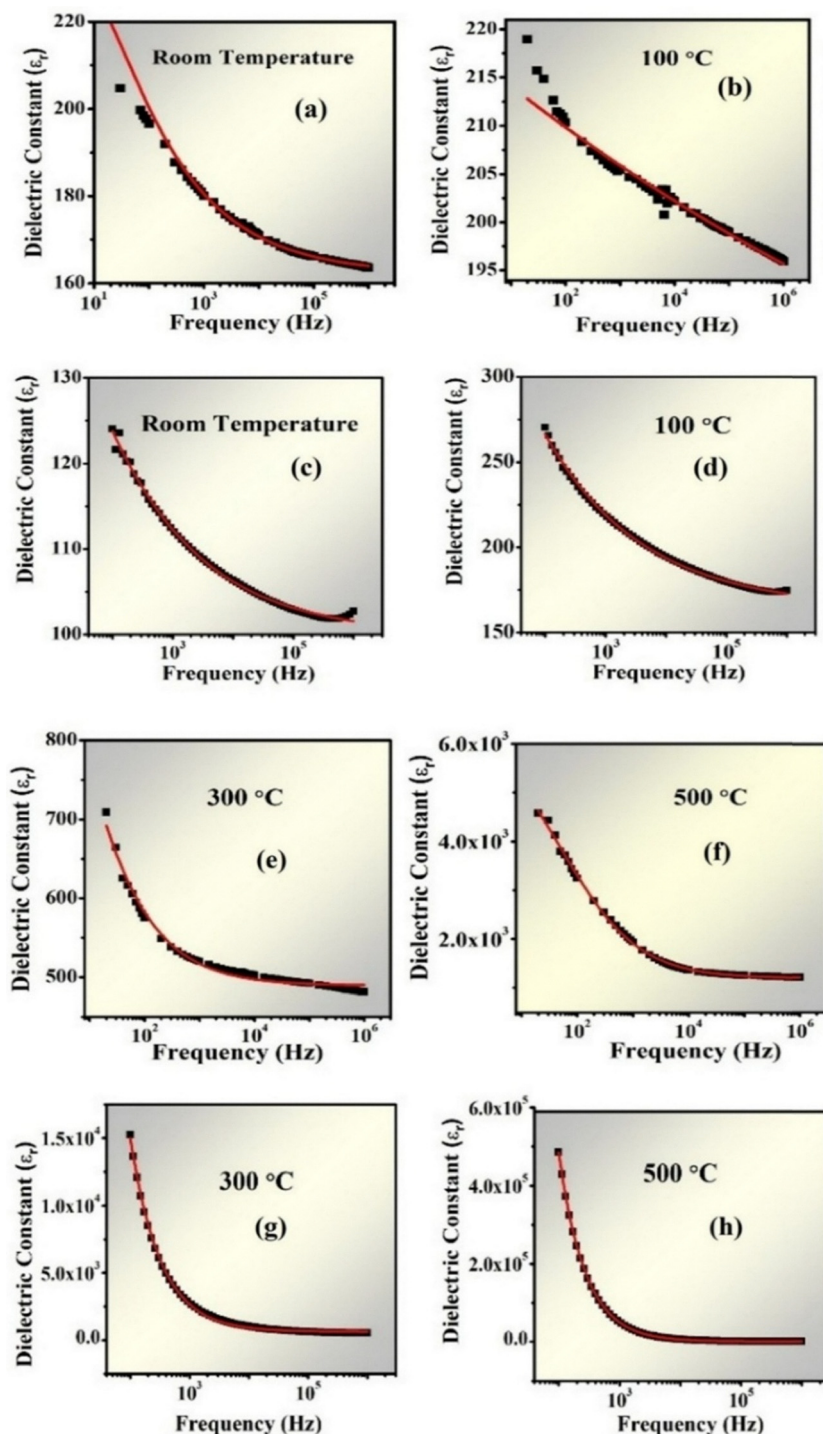 220
200
180
160
Dielectric Constant (εr)
Room Temperature
(a)
10¹ 10³ 10⁵
Frequency (Hz)
220
215
210
205
200
195
Dielectric Constant (εr)
100 °C
(b)
10² 10⁴ 10⁶
Frequency (Hz)
130
120
110
100
Dielectric Constant (εr)
Room Temperature
(c)
10³ 10⁵
Frequency (Hz)
300
250
200
150
Dielectric Constant (εr)
100 °C
(d)
10³ 10⁵
Frequency (Hz)
800
700
600
500
Dielectric Constant (εr)
300 °C
(e)
10² 10⁴ 10⁶
Frequency (Hz)
6.0x10³
4.0x10³
2.0x10³
Dielectric Constant (εr)
500 °C
(f)
10² 10⁴ 10⁶
Frequency (Hz)
1.5x10⁴
1.0x10⁴
5.0x10³
0.0
Dielectric Constant (εr)
300 °C
(g)
10³ 10⁵
Frequency (Hz)
6.0x10⁵
4.0x10⁵
2.0x10⁵
0.0
Dielectric Constant (εr)
500 °C
(h)
10³ 10⁵
Frequency (Hz)